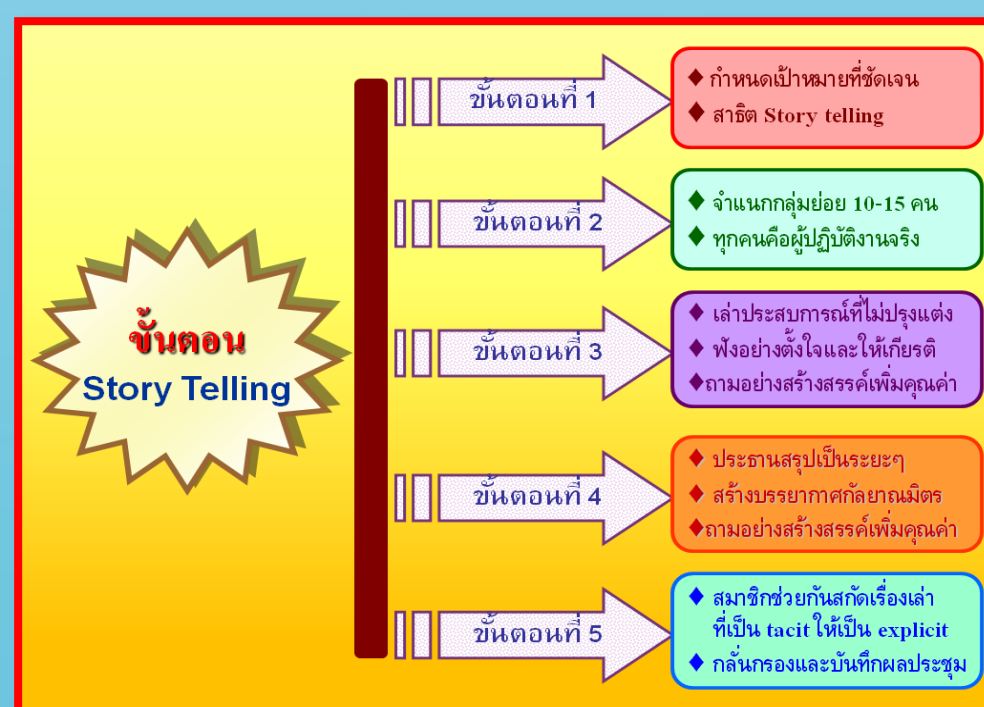 ขั้นตอน
Story Telling
ขั้นตอนที่ 1
♦ กำหนดเป้าหมายที่ชัดเจน
♦ สาธิต Story telling
ขั้นตอนที่ 2
♦ จำแนกกลุ่มย่อย 10-15 คน
♦ ทุกคนคือผู้ปฏิบัติงานจริง
ขั้นตอนที่ 3
♦ เล่าประสบการณ์ที่ไม่ปรุงแต่ง
♦ ฟังอย่างตั้งใจและให้เกียรติ
♦ถามอย่างสร้างสรรค์เพิ่มคุณค่า
ขั้นตอนที่ 4
♦ ประธานสรุปเป็นระยะๆ
♦ สร้างบรรยากาศกัลยาณมิตร
♦ถามอย่างสร้างสรรค์เพิ่มคุณค่า
ขั้นตอนที่ 5
♦ สมาชิกช่วยกันสกัดเรื่องเล่า
ที่เป็น tacit ให้เป็น explicit
♦ กลั่นกรองและบันทึกผลประชุม